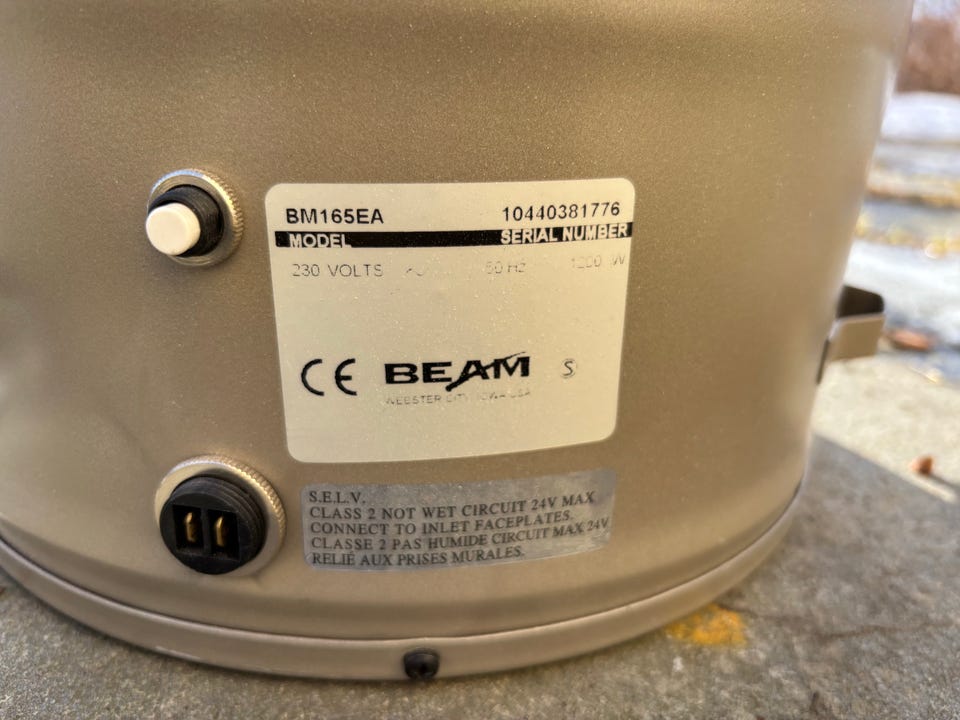 BM165EA 10440381776
MODEL SERIAL NUMBER
230 VOLTS 50 Hz 1200 W
CE BEAM S
WEBSTER CITY, IOWA USA
S.E.L.V.
CLASS 2 NOT WET CIRCUIT 24V MAX
CONNECT TO INLET FACEPLATES.
CLASSE 2 PAS HUMIDE CIRCUIT MAX 24V
RELIÉ AUX PRISES MURALES.